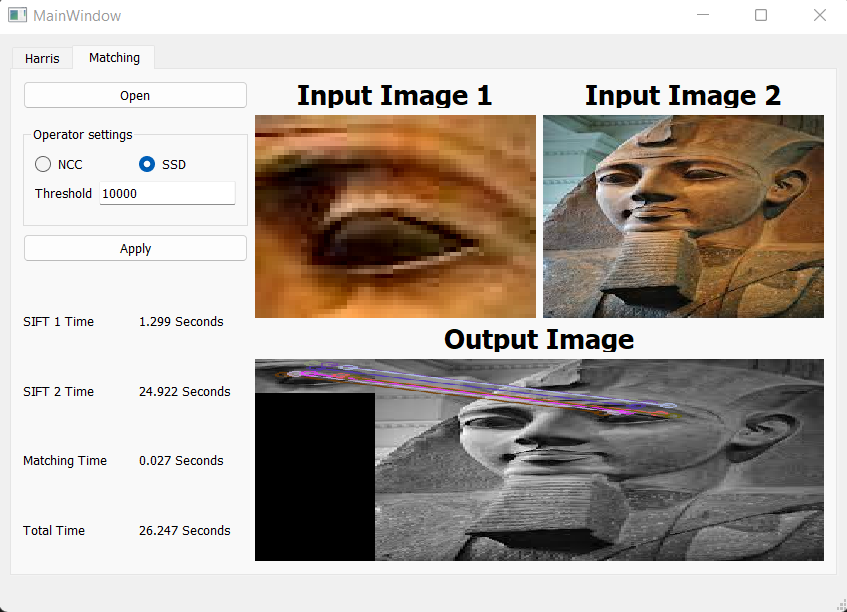 MainWindow
Harris
Matching
Open
Operator settings
NCC
SSD
Threshold 10000
Apply
SIFT 1 Time 1.299 Seconds
SIFT 2 Time 24.922 Seconds
Matching Time 0.027 Seconds
Total Time 26.247 Seconds
Input Image 1
Input Image 2
Output Image